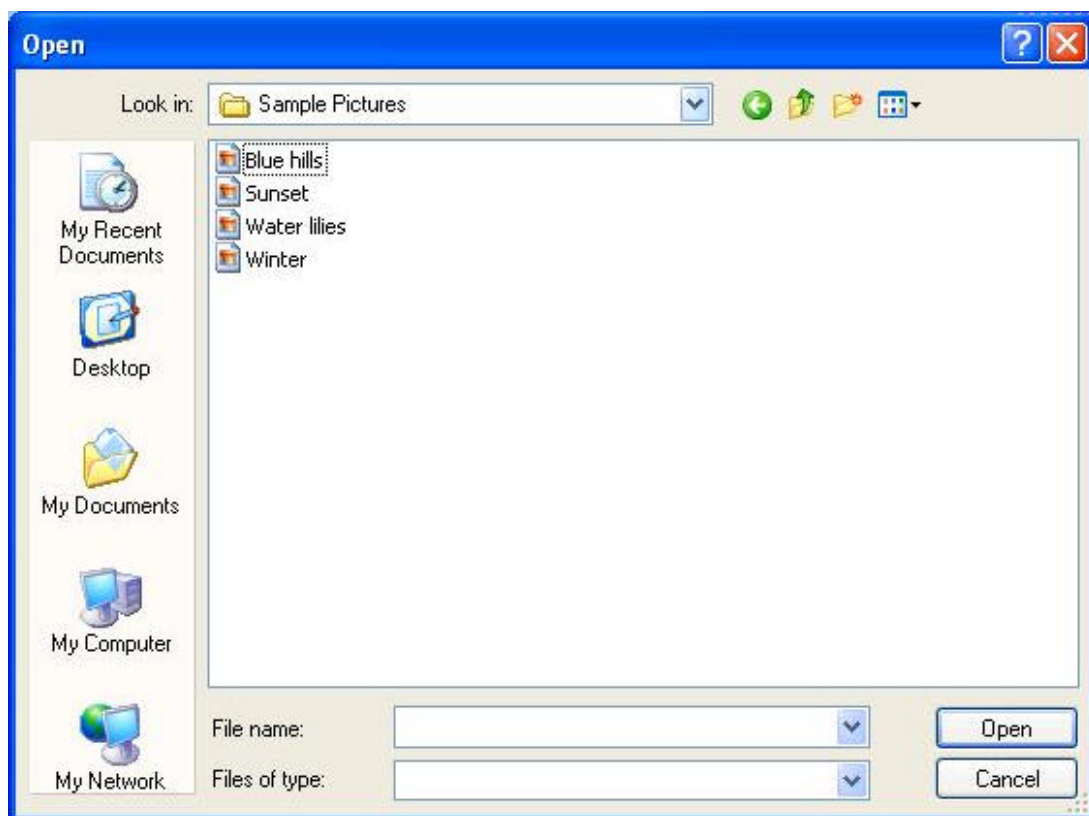 Open
Look in: Sample Pictures
My Recent
Documents
Desktop
My Documents
My Computer
My Network
Blue hills
Sunset
Water lilies
Winter
File name:
Open
Files of type:
Cancel